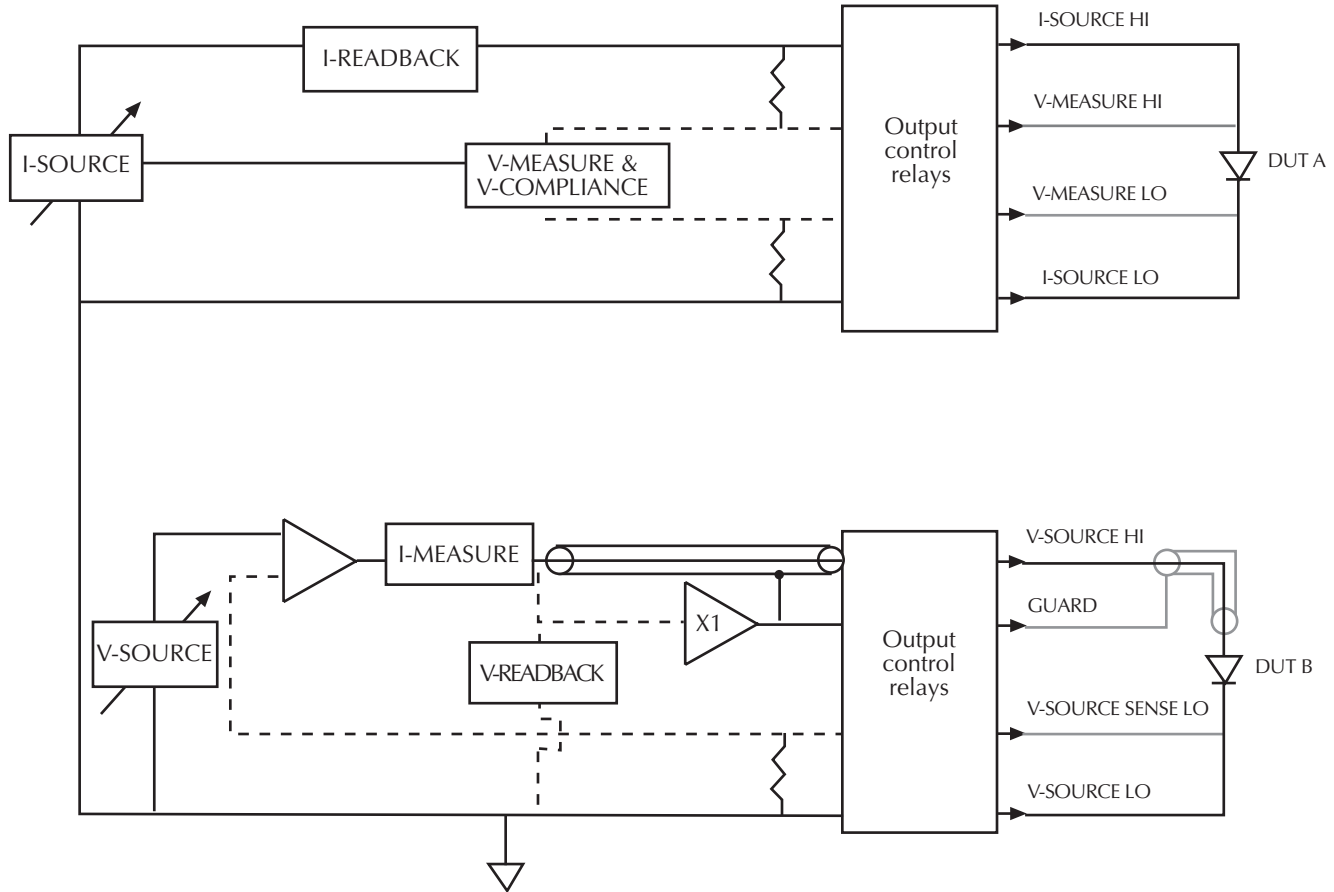 I-SOURCE HI
I-READBACK
V-MEASURE HI
Output
control
relays
I-SOURCE
V-MEASURE &
V-COMPLIANCE
DUT A
V-MEASURE LO
I-SOURCE LO
V-SOURCE HI
I-MEASURE
GUARD
X1
Output
control
relays
V-SOURCE
V-READBACK
DUT B
V-SOURCE SENSE LO
V-SOURCE LO